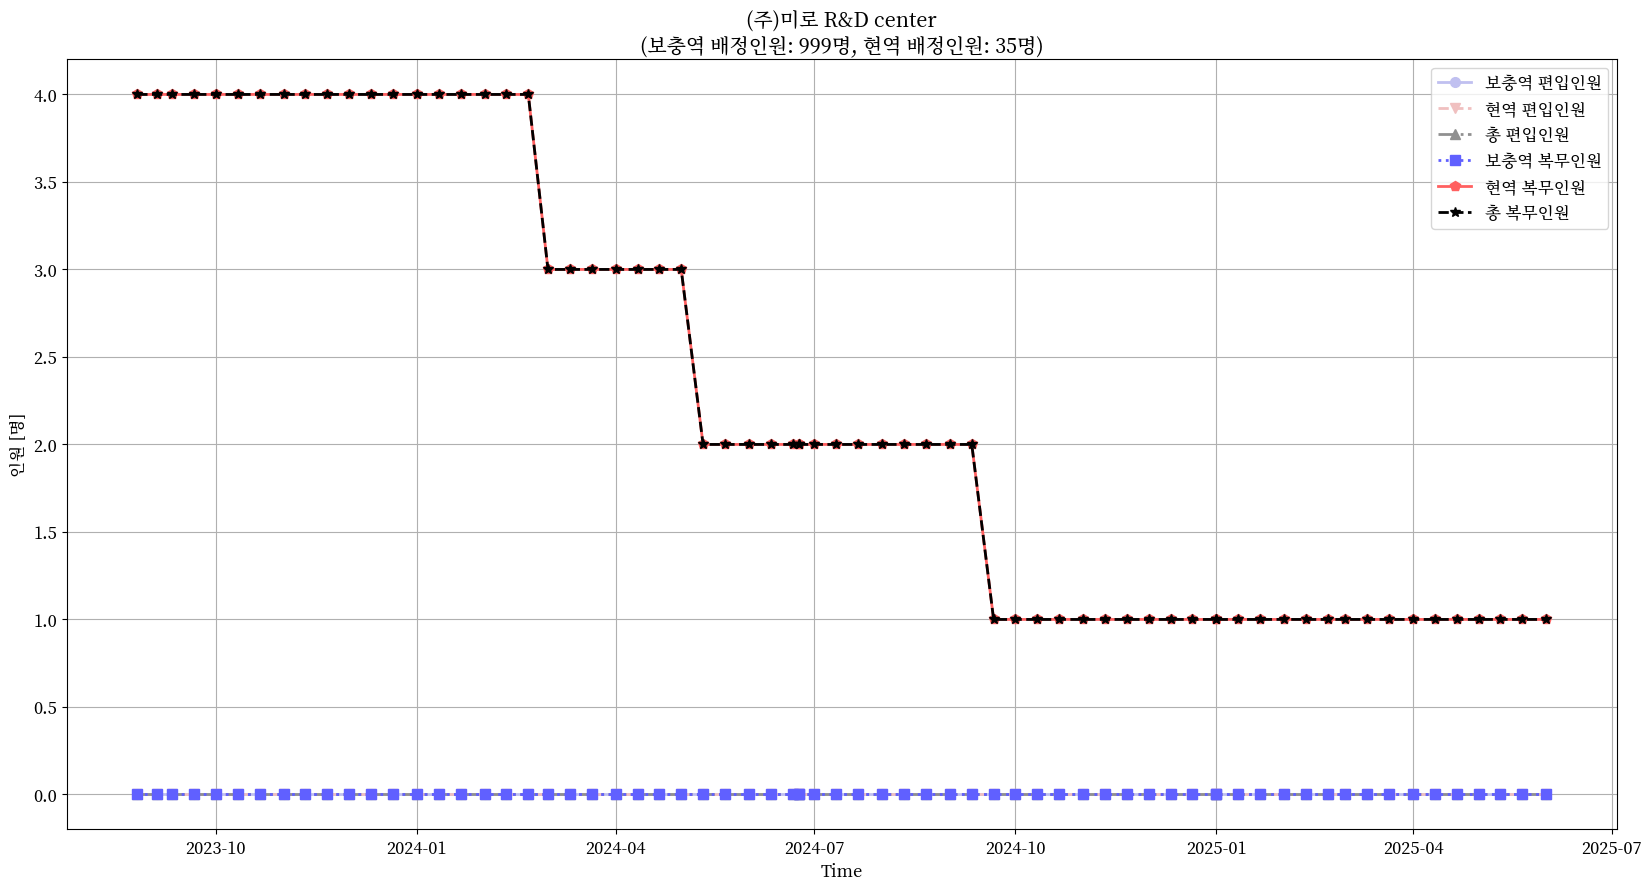 (주)미로 R&D center
(보충역 배정인원: 999명, 현역 배정인원: 35명)
보충역 편입인원
현역 편입인원
총 편입인원
보충역 복무인원
현역 복무인원
총 복무인원
인원 [명]
4.0
3.5
3.0
2.5
2.0
1.5
1.0
0.5
0.0
2023-10
2024-01
2024-04
2024-07
2024-10
2025-01
2025-04
2025-07
Time